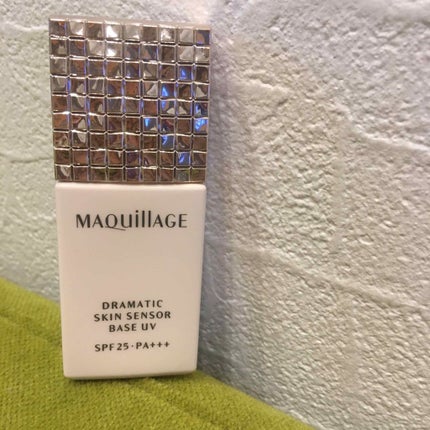 MAQuillAGE
DRAMATIC
SKIN SENSOR
BASE UV
SPF25・PA+++